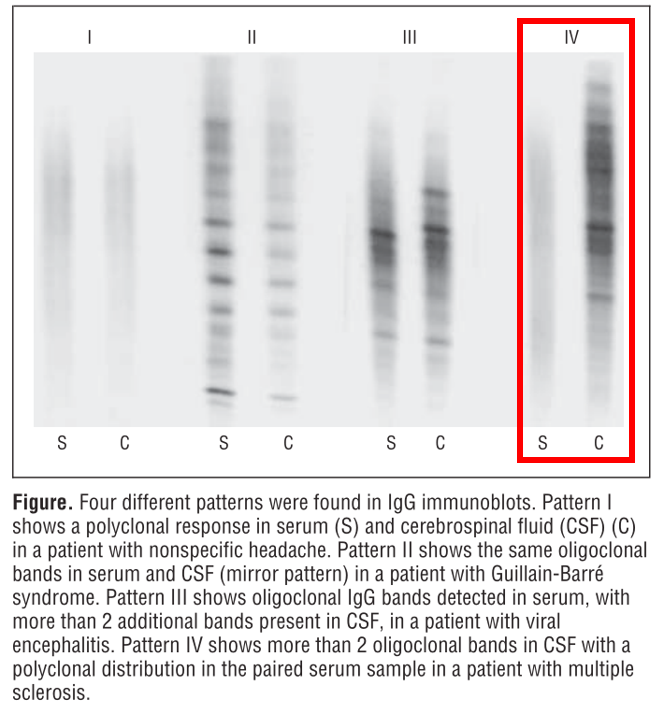 I II III IV
S C S C S C S C
Figure. Four different patterns were found in IgG immunoblots. Pattern I
shows a polyclonal response in serum (S) and cerebrospinal fluid (CSF) (C)
in a patient with nonspecific headache. Pattern II shows the same oligoclonal
bands in serum and CSF (mirror pattern) in a patient with Guillain-Barré
syndrome. Pattern III shows oligoclonal IgG bands detected in serum, with
more than 2 additional bands present in CSF, in a patient with viral
encephalitis. Pattern IV shows more than 2 oligoclonal bands in CSF with a
polyclonal distribution in the paired serum sample in a patient with multiple
sclerosis.